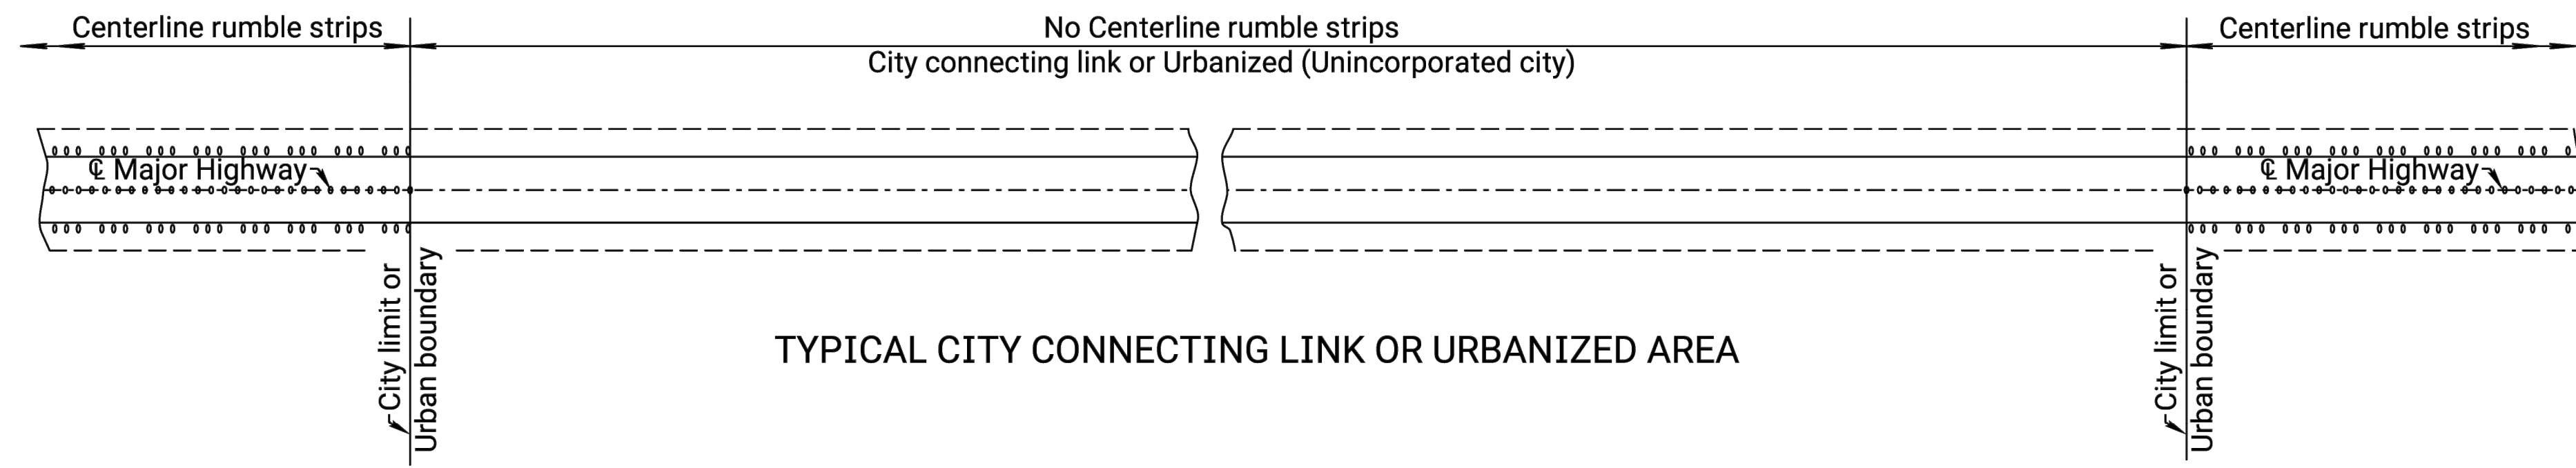 Centerline rumble strips
No Centerline rumble strips
Centerline rumble strips
City connecting link or Urbanized (Unincorporated city)
℄ Major Highway
℄ Major Highway
City limit or
Urban boundary
City limit or
Urban boundary
TYPICAL CITY CONNECTING LINK OR URBANIZED AREA